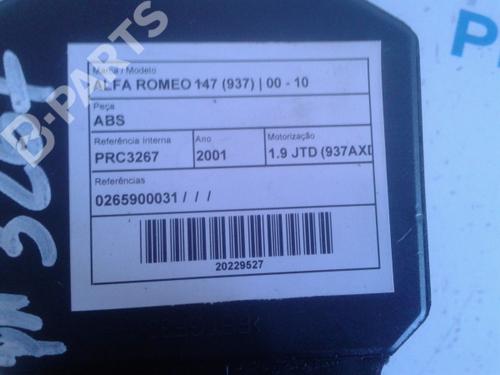 B-PARTS
Marca / Modelo
ALFA ROMEO 147 (937) | 00 - 10
Peça
ABS
Referência Interna Ano Motorização
PRC3267 2001 1.9 JTD (937AXD
Referências
0265900031 / / /
20229527